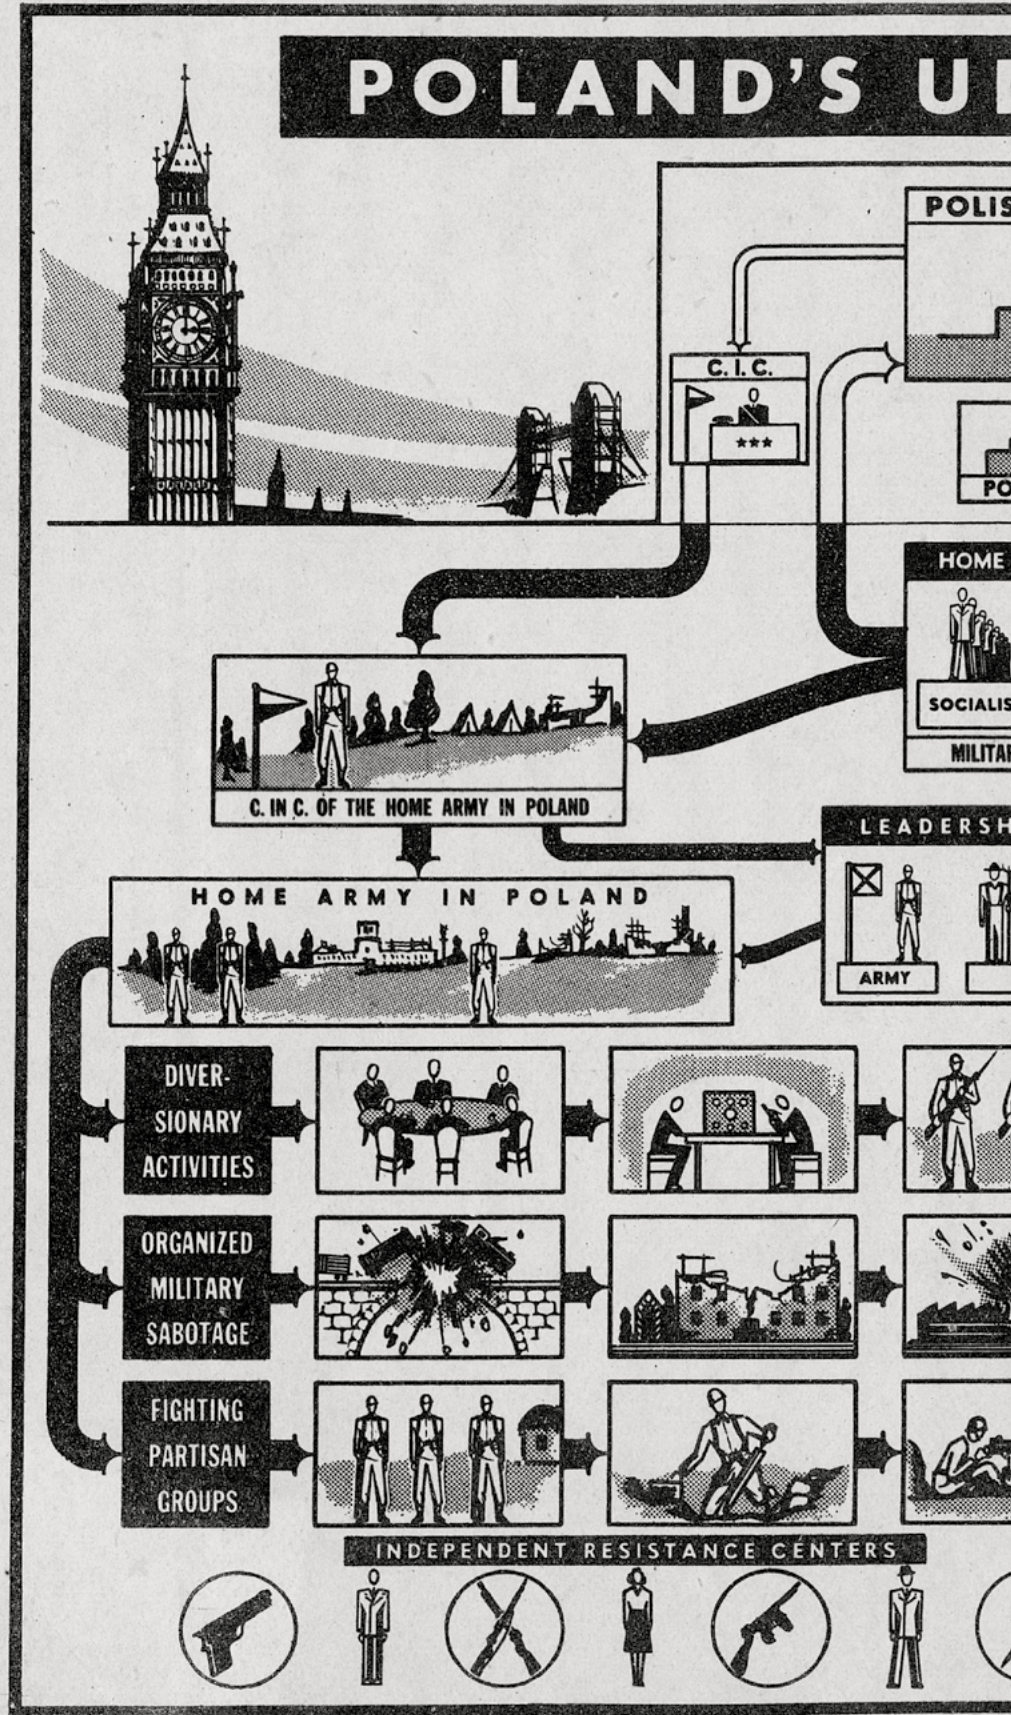 POLAND'S U
POLIS
C. I. C.
★★★
PO
HOME
SOCIALIS
MILITA
C. IN C. OF THE HOME ARMY IN POLAND
LEADERSH
ARMY
HOME ARMY IN POLAND
DIVER-
SIONARY
ACTIVITIES
ORGANIZED
MILITARY
SABOTAGE
FIGHTING
PARTISAN
GROUPS
INDEPENDENT RESISTANCE CENTERS